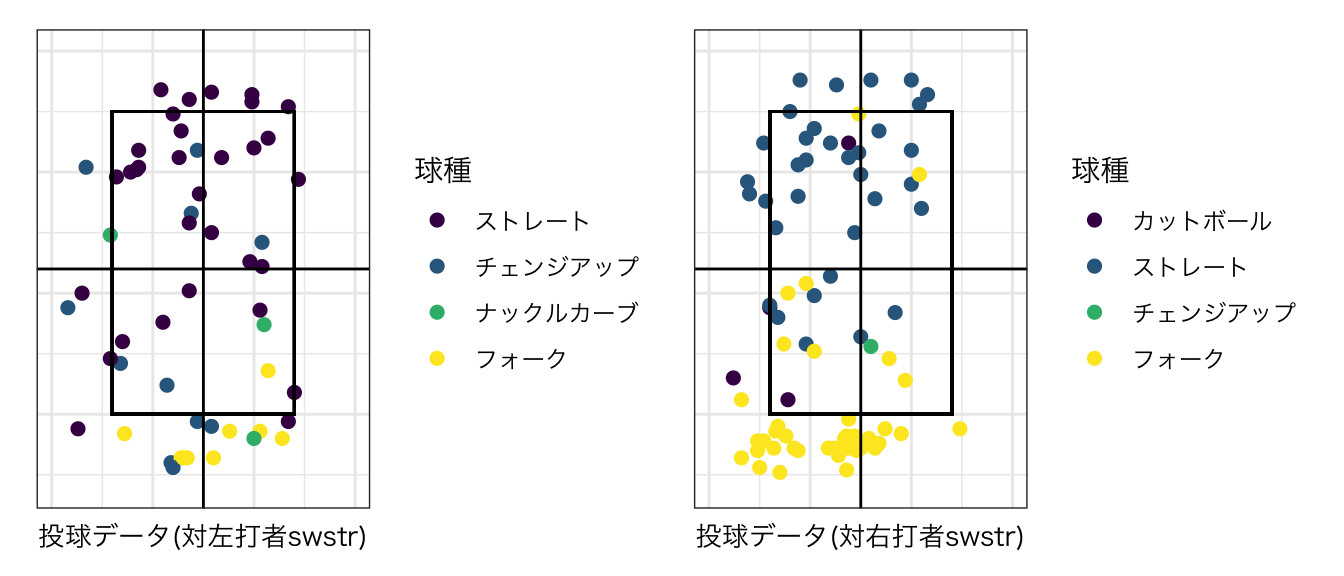 球種
ストレート
チェンジアップ
ナックルカーブ
フォーク
投球データ(対左打者swstr)
球種
カットボール
ストレート
チェンジアップ
フォーク
投球データ(対右打者swstr)